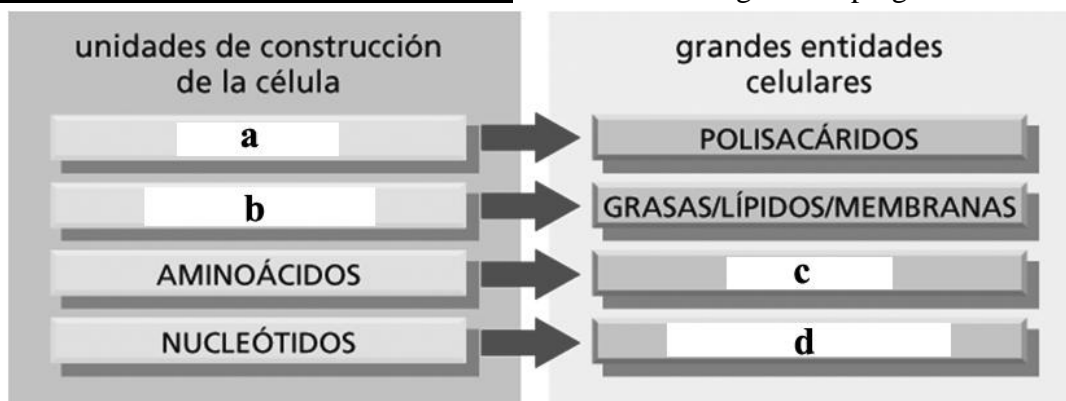 unidades de construcción
de la célula
grandes entidades
celulares
a
POLISACÁRIDOS
b
GRASAS/LÍPIDOS/MEMBRANAS
AMINOÁCIDOS
c
NUCLEÓTIDOS
d